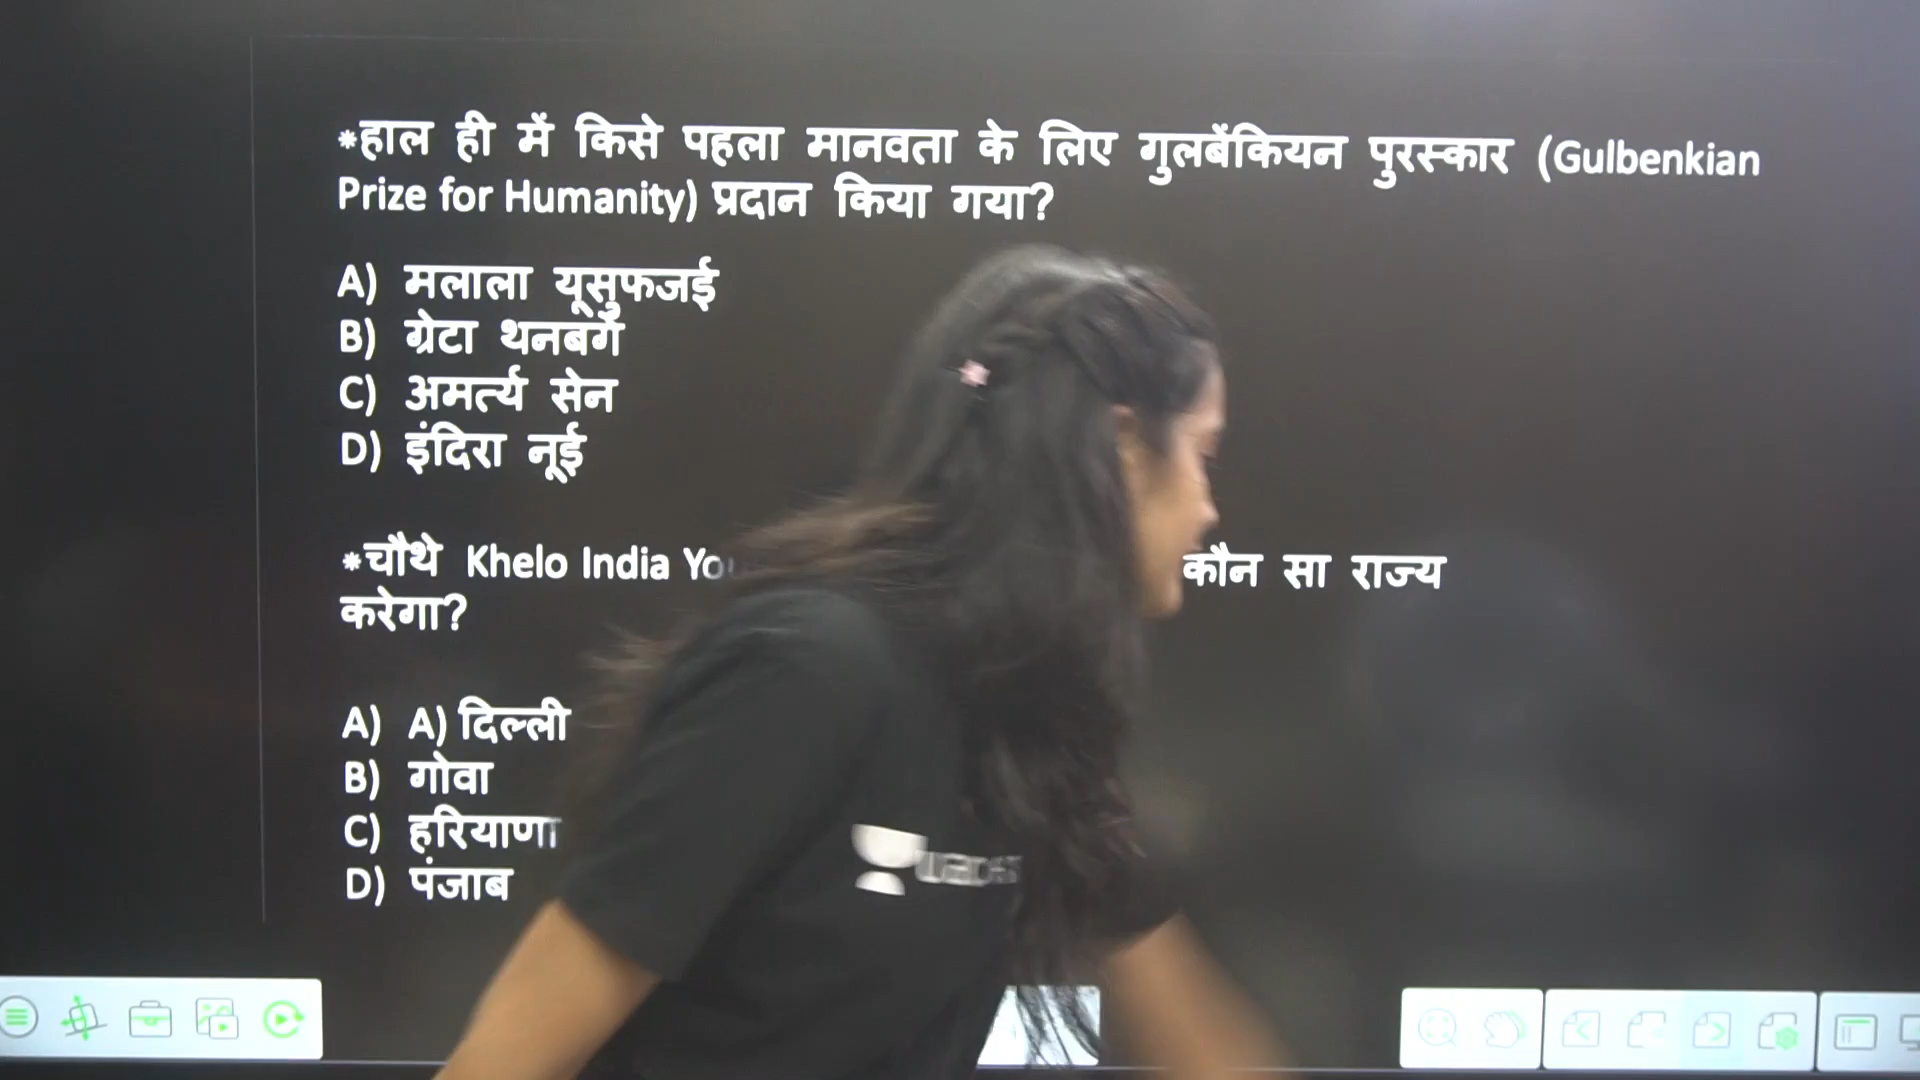 *हाल ही में किसे पहला मानवता के लिए गुलबेंकियन पुरस्कार (Gulbenkian
Prize for Humanity) प्रदान किया गया?
A) मलाला यूसुफजई
B) ग्रेटा थनबर्ग
C) अमर्त्य सेन
D) इंदिरा नूई
*चौथे Khelo India कौन सा राज्य
करेगा?
A) A) दिल्ली
B) गोवा
C) हरियाणा
D) पंजाब